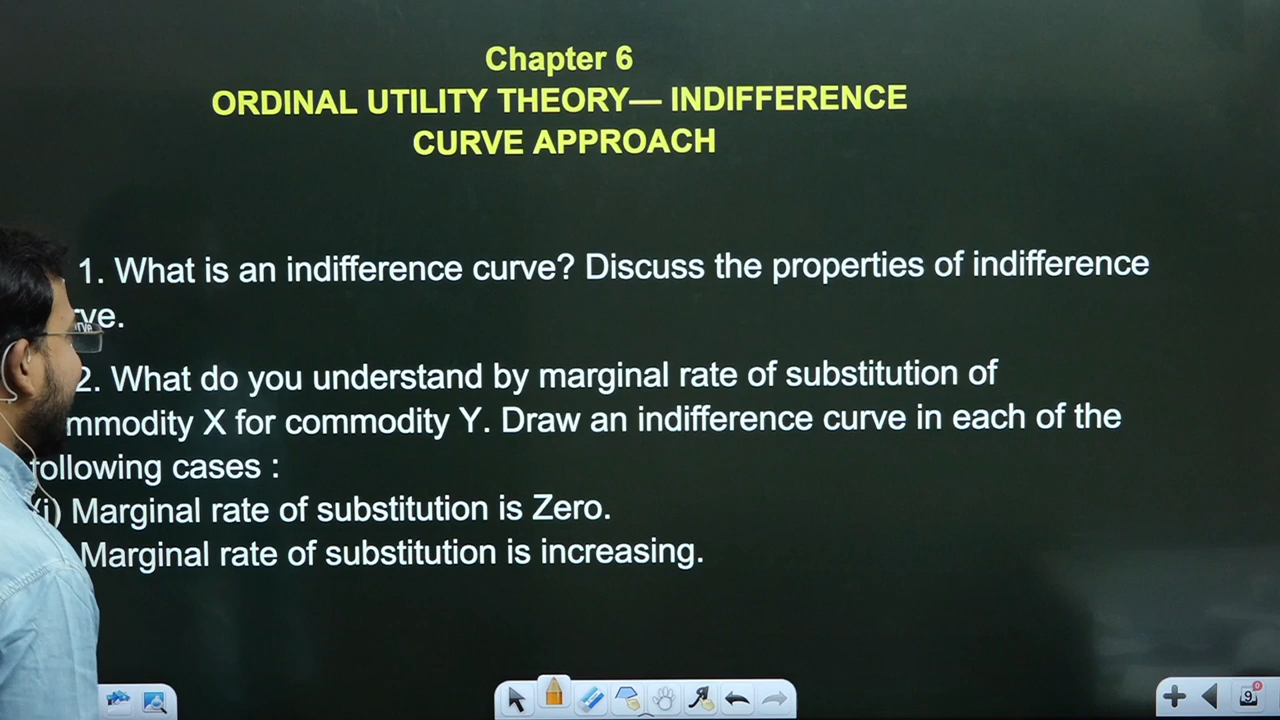 Chapter 6
ORDINAL UTILITY THEORY— INDIFFERENCE
CURVE APPROACH
1. What is an indifference curve? Discuss the properties of indifference
rve.
2. What do you understand by marginal rate of substitution of
mmodity X for commodity Y. Draw an indifference curve in each of the
following cases :
(i) Marginal rate of substitution is Zero.
Marginal rate of substitution is increasing.
9